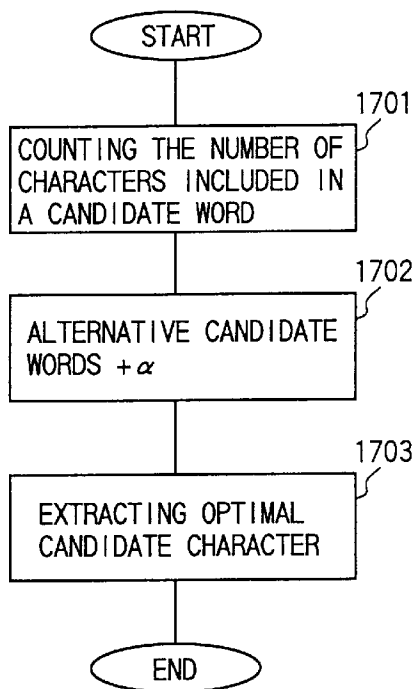 START
1701
COUNTING THE NUMBER OF
CHARACTERS INCLUDED IN
A CANDIDATE WORD
1702
ALTERNATIVE CANDIDATE
WORDS +α
1703
EXTRACTING OPTIMAL
CANDIDATE CHARACTER
END